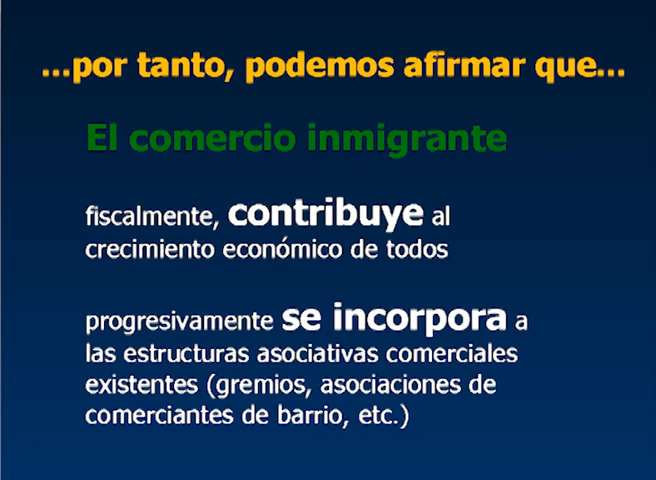 ...por tanto, podemos afirmar que...
El comercio inmigrante
fiscalmente, contribuye al
crecimiento económico de todos
progresivamente se incorpora a
las estructuras asociativas comerciales
existentes (gremios, asociaciones de
comerciantes de barrio, etc.)